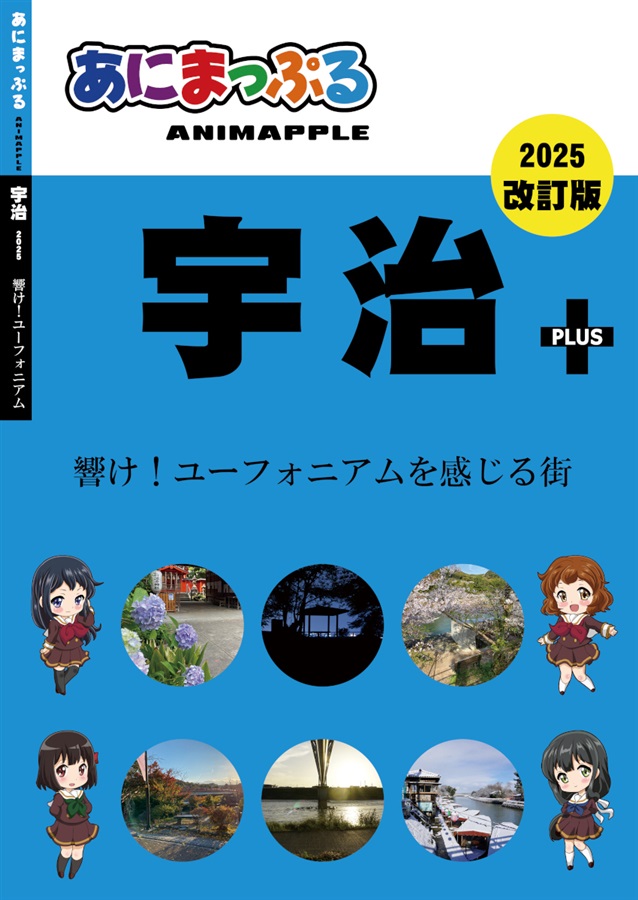 あにまっぷる
ANIMAPPLE
宇治
2025
響け!ユーフォニアム
あにまっぷる
ANIMAPPLE
2025
改訂版
宇治
PLUS
響け!ユーフォニアムを感じる街